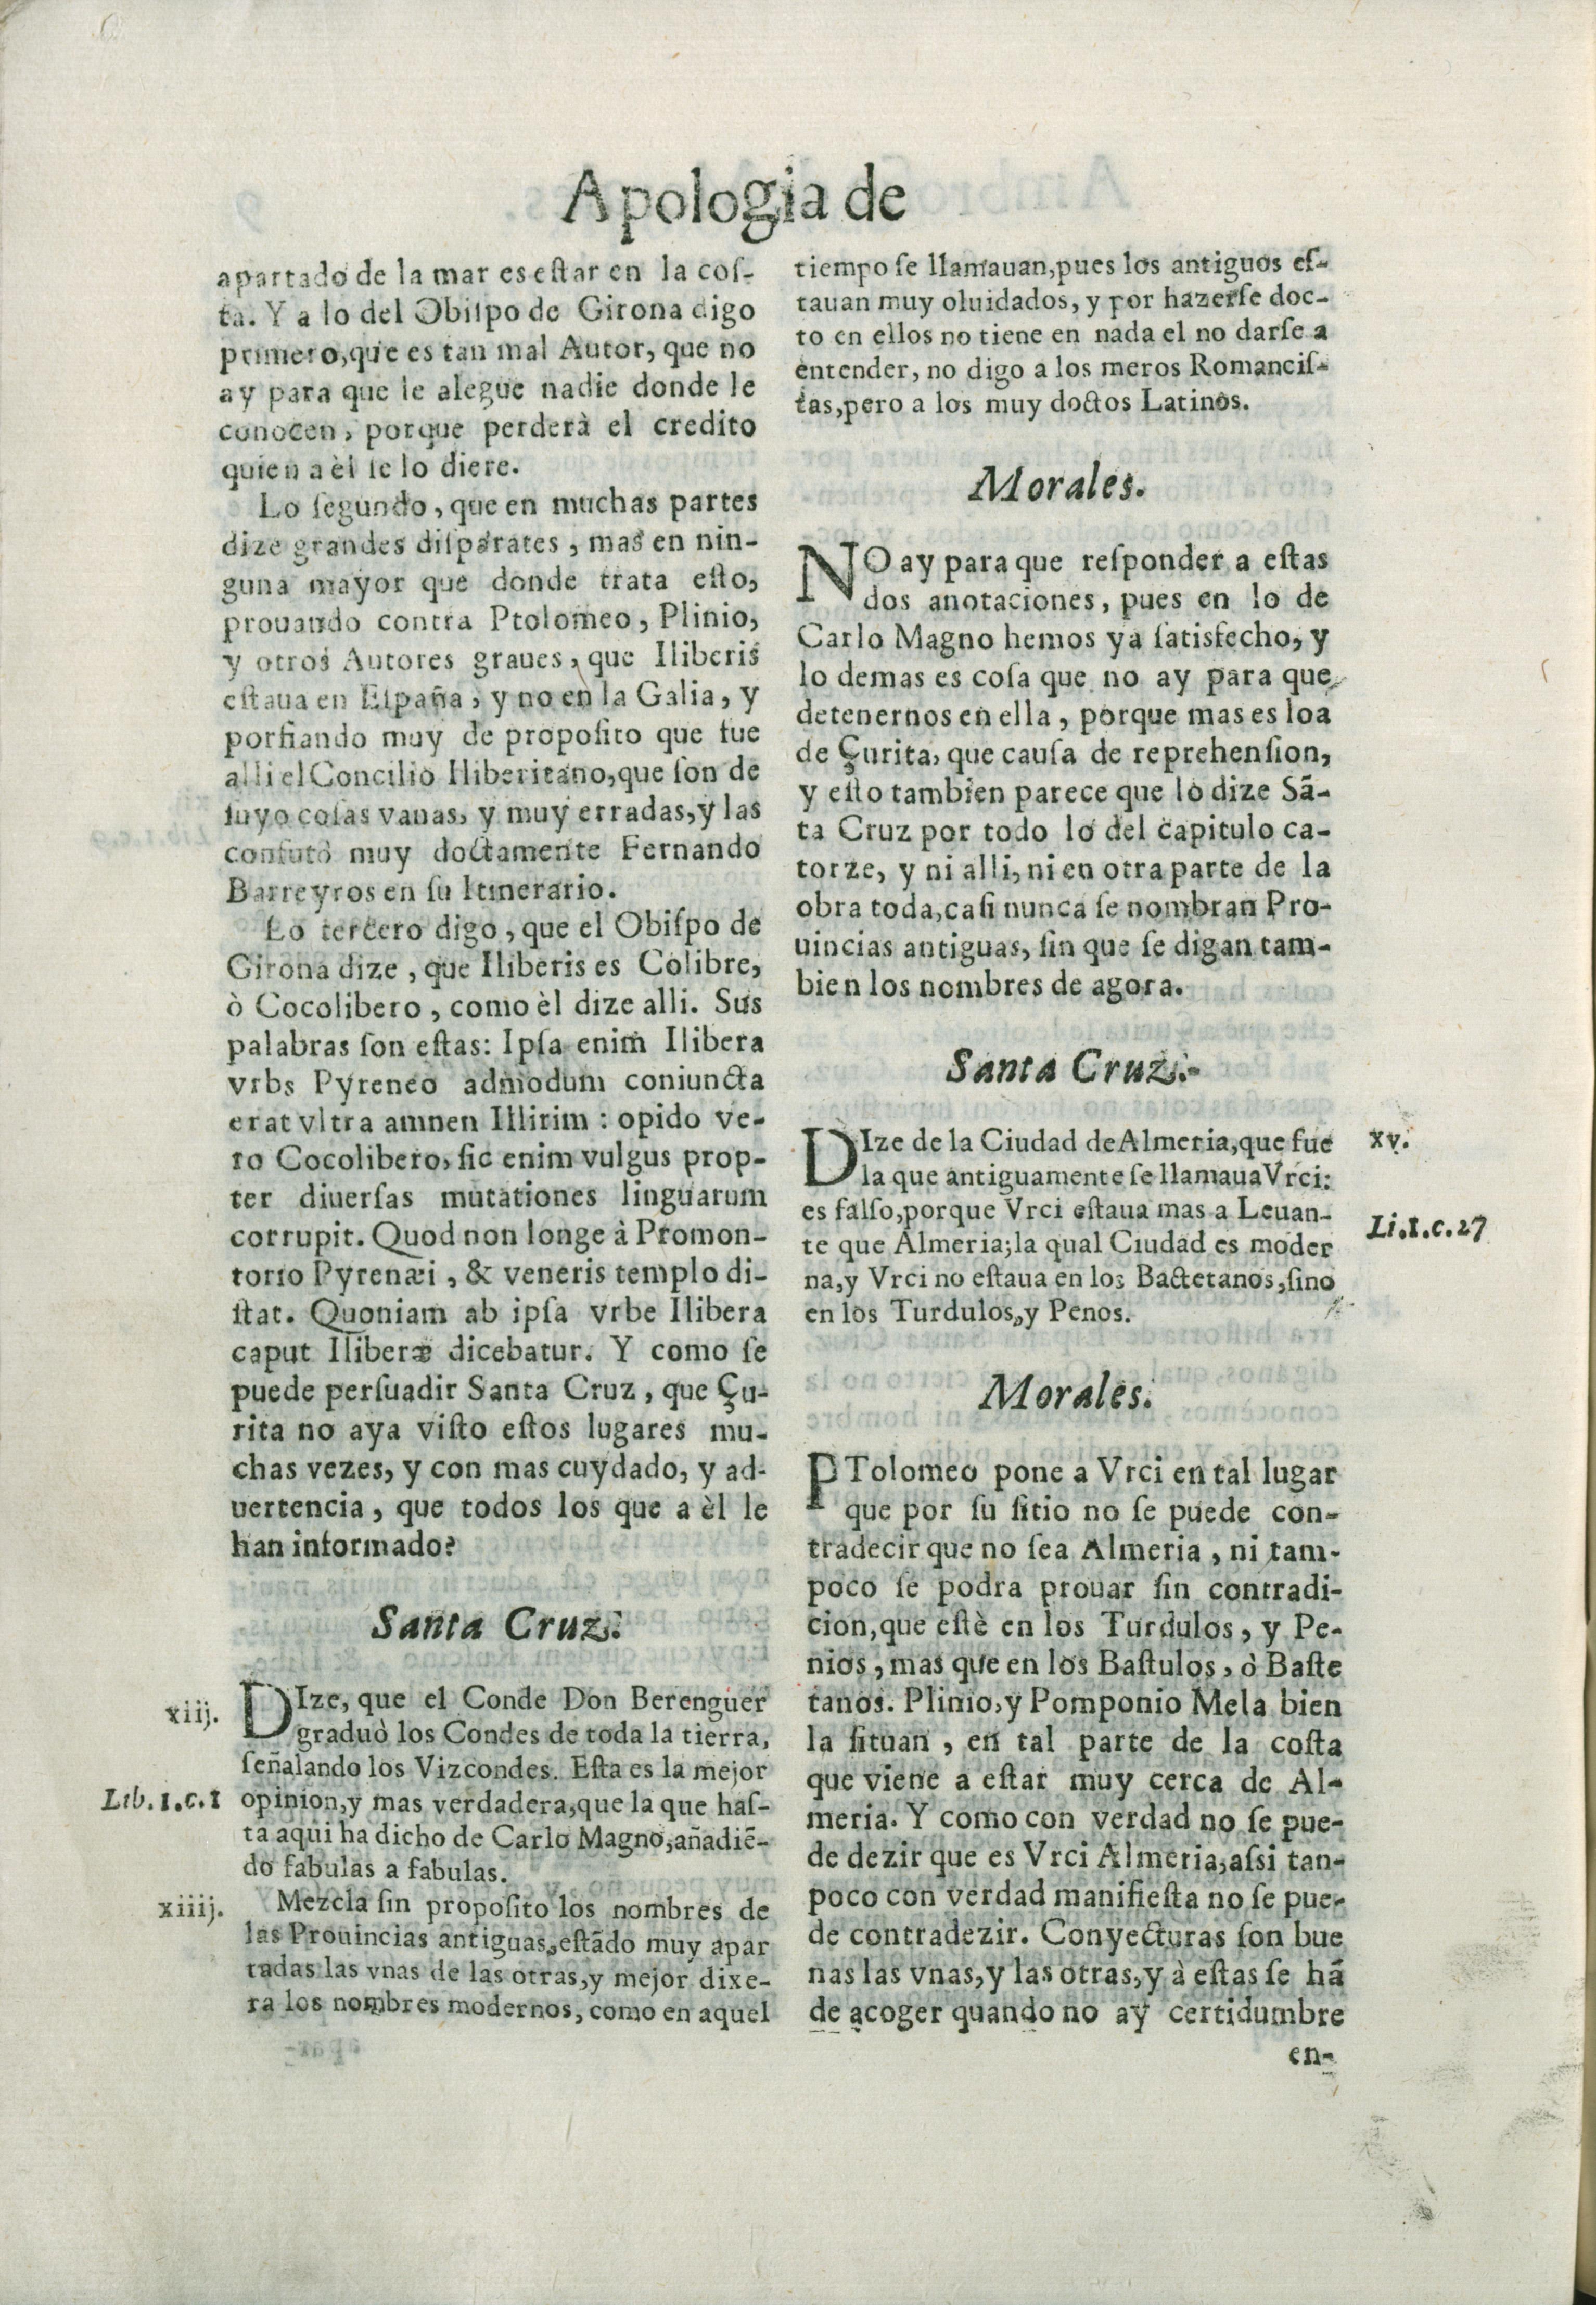 Apologia de
apartado de la mar es eſtar en la coſ-
ta. Y a lo del Obiſpo de Girona digo
primero, que es tan mal Autor, que no
ay para que le alegue nadie donde le
conocen, porque perderà el credito
quien a èl ſe lo diere.
Lo ſegundo, que en muchas partes
dize grandes diſparates, mas en nin-
guna mayor que donde trata eſto,
prouando contra Ptolomeo, Plinio,
y otros Autores graues, que Iliberis
eſtaua en Eſpaña, y no en la Galia, y
porfiando muy de propoſito que fue
alli el Concilio Iliberitano, que ſon de
ſuyo coſas vanas, y muy erradas, y las
confutò muy doctamente Fernando
Barreyros en ſu Itinerario.
Lo tercero digo, que el Obiſpo de
Girona dize, que Iliberis es Colibre,
ò Cocolibero, como èl dize alli. Sus
palabras ſon eſtas: Ipſa enim Ilibera
vrbs Pyreneo admodum coniuncta
erat vltra amnen Illirim: opido ve-
ro Cocolibero, ſic enim vulgus prop-
ter diuerſas mutationes linguarum
corrupit. Quod non longe à Promon-
torio Pyrenæi, & veneris templo di-
ſtat. Quoniam ab ipſa vrbe Ilibera
caput Iliberæ dicebatur. Y como ſe
puede perſuadir Santa Cruz, que Çu-
rita no aya viſto eſtos lugares mu-
chas vezes, y con mas cuydado, y ad-
uertencia, que todos los que a èl le
han informado?
Santa Cruz.
xiij.
DIze, que el Conde Don Berenguer
graduò los Condes de toda la tierra,
ſeñalando los Vizcondes. Eſta es la mejor
Lib. 1.c.1
opinion, y mas verdadera, que la que haſ-
ta aqui ha dicho de Carlo Magno, añadiẽ-
do fabulas a fabulas.
xiiij.
Mezcla ſin propoſito los nombres de
las Prouincias antiguas, eſtãdo muy apar
tadas las vnas de las otras, y mejor dixe-
ra los nombres modernos, como en aquel
tiempo ſe llamauan, pues los antiguos eſ-
tauan muy oluidados, y por hazerſe doc-
to en ellos no tiene en nada el no darſe a
entender, no digo a los meros Romanciſ-
tas, pero a los muy doctos Latinos.
Morales.
NO ay para que reſponder a eſtas
dos anotaciones, pues en lo de
Carlo Magno hemos ya ſatisfecho, y
lo demas es coſa que no ay para que
detenernos en ella, porque mas es loa
de Çurita, que cauſa de reprehenſion,
y eſto tambien parece que lo dize Sã-
ta Cruz por todo lo del capitulo ca-
torze, y ni alli, ni en otra parte de la
obra toda, caſi nunca ſe nombran Pro-
uincias antiguas, ſin que ſe digan tam-
bien los nombres de agora.
Santa Cruz.
DIze de la Ciudad de Almeria, que fue
xv.
la que antiguamente ſe llamaua Vrci:
es falſo, porque Vrci eſtaua mas a Leuan-
Li.1.c.27
te que Almeria; la qual Ciudad es moder
na, y Vrci no eſtaua en los Bactetanos, ſino
en los Turdulos, y Penos.
Morales.
PTolomeo pone a Vrci en tal lugar
que por ſu ſitio no ſe puede con-
tradecir que no ſea Almeria, ni tam-
poco ſe podra prouar ſin contradi-
cion, que eſtè en los Turdulos, y Pe-
nios, mas que en los Baſtulos, ò Baſte
tanos. Plinio, y Pomponio Mela bien
la ſituan, en tal parte de la coſta
que viene a eſtar muy cerca de Al-
meria. Y como con verdad no ſe pue-
de dezir que es Vrci Almeria, aſsi tan-
poco con verdad manifieſta no ſe pue-
de contradezir. Conyecturas ſon bue
nas las vnas, y las otras, y à eſtas ſe hã
de acoger quando no ay certidumbre
en-